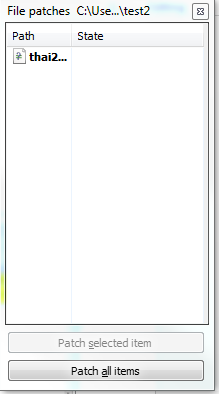 File patches C:\Use...\test2
Path State
thai2...
Patch selected item
Patch all items